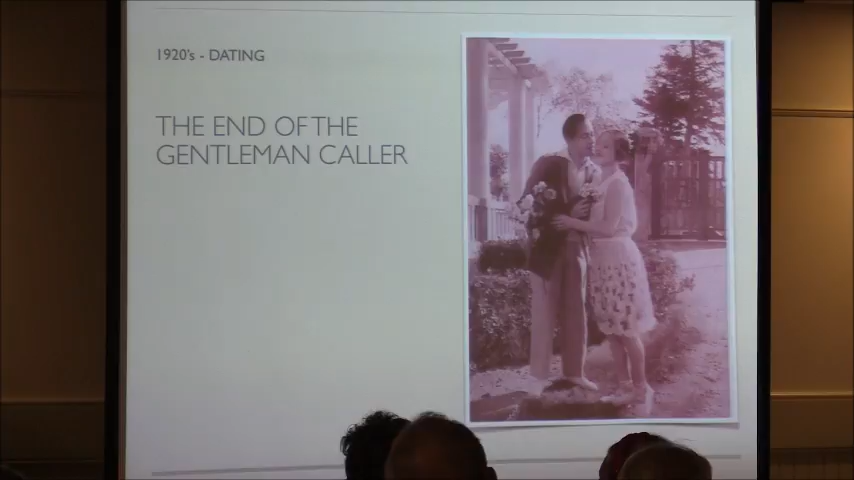 1920's - DATING
THE END OF THE
GENTLEMAN CALLER